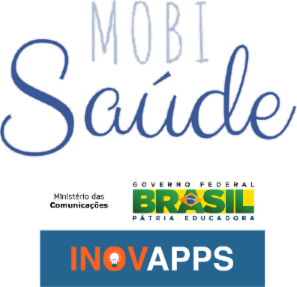 MOBI
Saúde
Ministério das
Comunicações
GOVERNO FEDERAL
BRASIL
PÁTRIA EDUCADORA
INOVAPPS